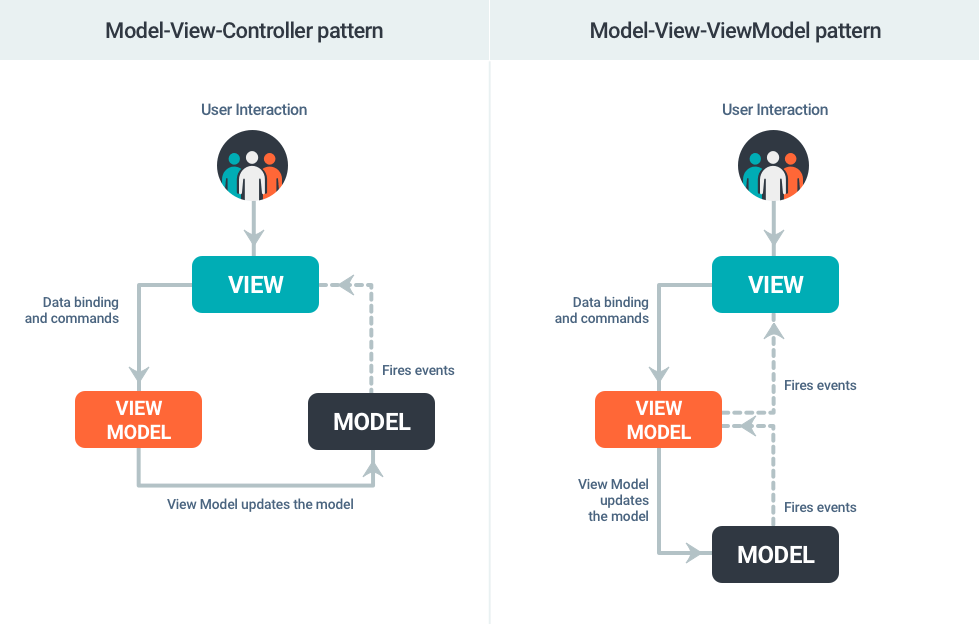 Model-View-Controller pattern
User Interaction
VIEW
Data binding
and commands
Fires events
VIEW
MODEL
MODEL
View Model updates the model
Model-View-ViewModel pattern
User Interaction
VIEW
Data binding
and commands
Fires events
VIEW
MODEL
View Model
updates
the model
Fires events
MODEL